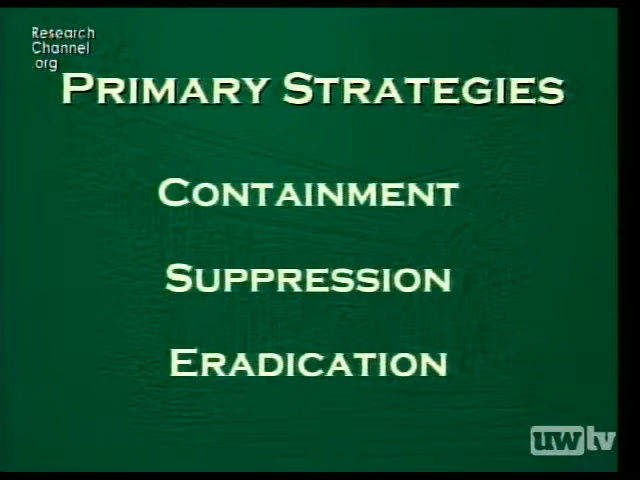 Research
Channel
.org
PRIMARY STRATEGIES
CONTAINMENT
SUPPRESSION
ERADICATION
uwtv